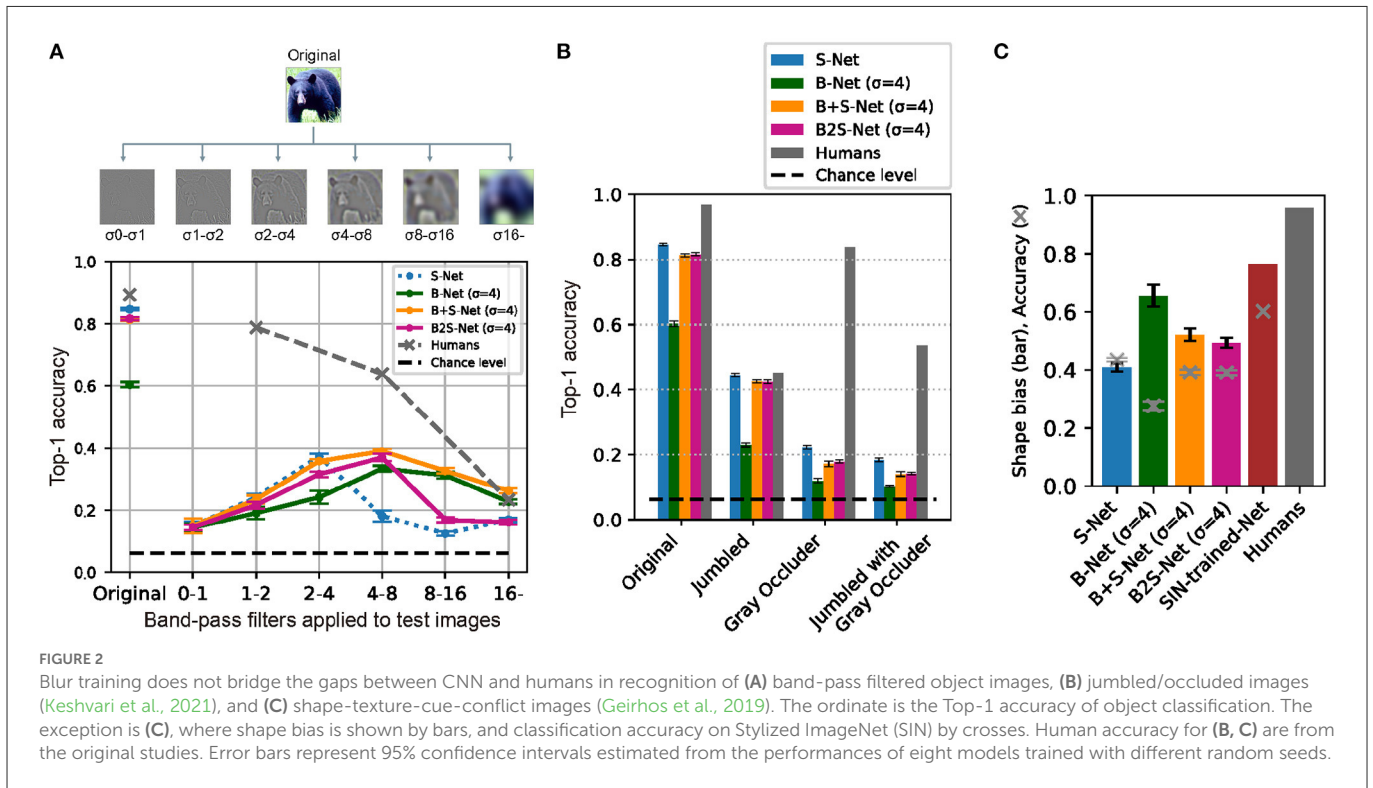 A
Original
σ0-σ1
σ1-σ2
σ2-σ4
σ4-σ8
σ8-σ16
σ16-
Top-1 accuracy
1.0
0.8
0.6
0.4
0.2
0.0
S-Net
B-Net (σ=4)
B+S-Net (σ=4)
B2S-Net (σ=4)
Humans
Chance level
Original
0-1
1-2
2-4
4-8
8-16
16-
Band-pass filters applied to test images
B
S-Net
B-Net (σ=4)
B+S-Net (σ=4)
B2S-Net (σ=4)
Humans
Chance level
Top-1 accuracy
1.0
0.8
0.6
0.4
0.2
0.0
Original
Jumbled
Gray Occluder
Jumbled with
Gray Occluder
C
Shape bias (bar), Accuracy (×)
1.0
0.8
0.6
0.4
0.2
0.0
S-Net
B-Net (σ=4)
B+S-Net (σ=4)
B2S-Net (σ=4)
SIN-trained-Net
Humans
FIGURE 2
Blur training does not bridge the gaps between CNN and humans in recognition of (A) band-pass filtered object images, (B) jumbled/occluded images
(Keshvari et al., 2021), and (C) shape-texture-cue-conflict images (Geirhos et al., 2019). The ordinate is the Top-1 accuracy of object classification. The
exception is (C), where shape bias is shown by bars, and classification accuracy on Stylized ImageNet (SIN) by crosses. Human accuracy for (B, C) are from
the original studies. Error bars represent 95% confidence intervals estimated from the performances of eight models trained with different random seeds.